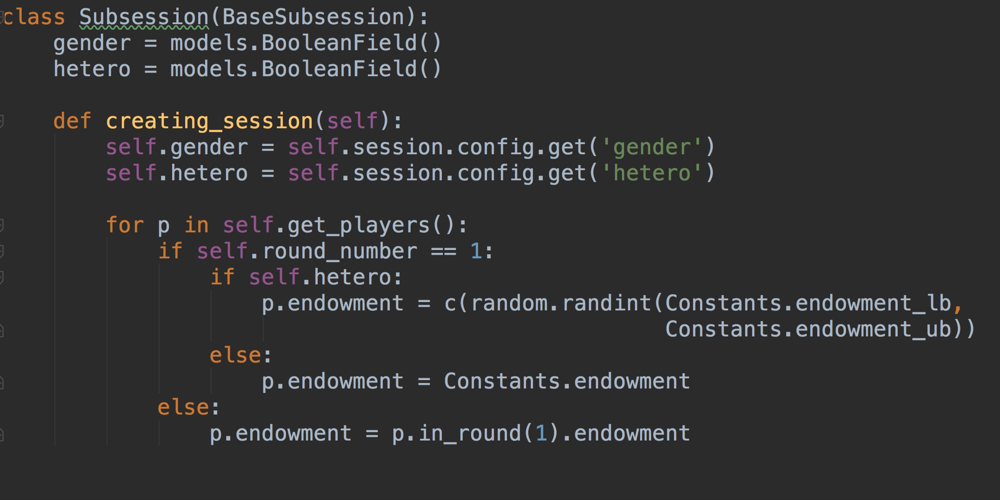 class Subsession(BaseSubsession):
    gender = models.BooleanField()
    hetero = models.BooleanField()

    def creating_session(self):
        self.gender = self.session.config.get('gender')
        self.hetero = self.session.config.get('hetero')

        for p in self.get_players():
            if self.round_number == 1:
                if self.hetero:
                    p.endowment = c(random.randint(Constants.endowment_lb,
                                                   Constants.endowment_ub))
                else:
                    p.endowment = Constants.endowment
            else:
                p.endowment = p.in_round(1).endowment